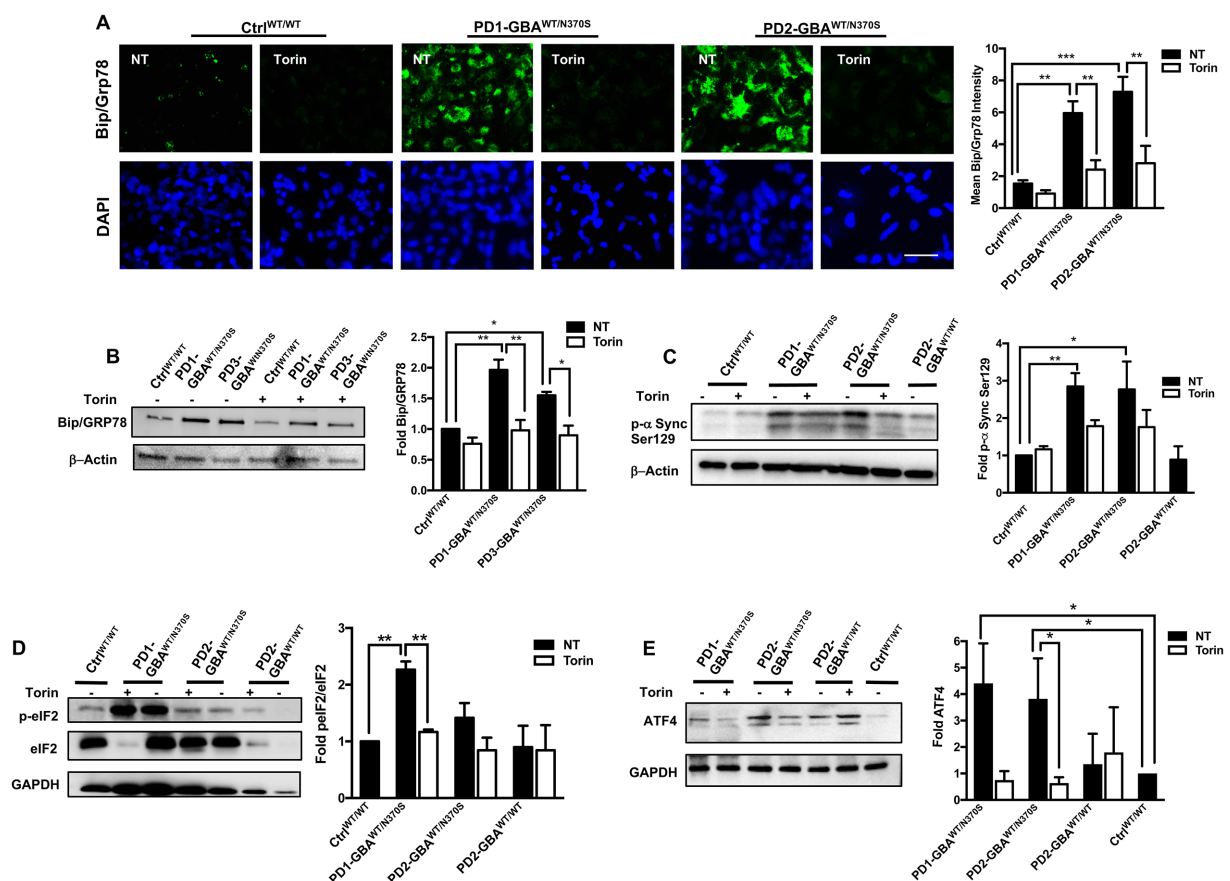 A
Ctrl^WT/WT
PD1-GBA^WT/N370S
PD2-GBA^WT/N370S
Bip/Grp78
NT
Torin
NT
Torin
NT
Torin
DAPI
Mean Bip/Grp78 Intensity
10
8
6
4
2
0
***
**
**
**
NT
Torin
Ctrl^WT/WT
PD1-GBA^WT/N370S
PD2-GBA^WT/N370S
B
Ctrl^WT/WT
PD1-
GBA^WT/N370S
PD3-
GBA^WtN370S
Ctrl^WT/WT
PD1-
GBA^WT/N370S
PD3-
GBA^WtN370S
Torin - - - + + +
Bip/GRP78
β–Actin
Fold Bip/GRP78
2.5
2.0
1.5
1.0
0.5
0.0
*
**
**
*
NT
Torin
Ctrl^WT/WT
PD1-GBA^WT/N370S
PD3-GBA^WT/N370S
C
Ctrl^WT/WT
PD1-
GBA^WT/N370S
PD2-
GBA^WT/N370S
PD2-
GBA^WT/WT
Torin - + - + - + - +
p-α Sync
Ser129
β–Actin
Fold p-α Sync Ser129
4
3
2
1
0
*
**
NT
Torin
Ctrl^WT/WT
PD1-GBA^WT/N370S
PD2-GBA^WT/N370S
PD2-GBA^WT/WT
D
Ctrl^WT/WT
PD1-
GBA^WT/N370S
PD2-
GBA^WT/N370S
PD2-
GBA^WT/WT
Torin - + - + - + -
p-eIF2
eIF2
GAPDH
Fold peIF2/eIF2
3
2
1
0
**
**
NT
Torin
Ctrl^WT/WT
PD1-GBA^WT/N370S
PD2-GBA^WT/N370S
PD2-GBA^WT/WT
E
PD1-
GBA^WT/N370S
PD2-
GBA^WT/N370S
PD2-
GBA^WT/WT
Ctrl^WT/WT
Torin - + - + - + -
ATF4
GAPDH
Fold ATF4
6
5
4
3
2
1
0
*
*
*
NT
Torin
PD1-GBA^WT/N370S
PD2-GBA^WT/N370S
PD2-GBA^WT/WT
Ctrl^WT/WT